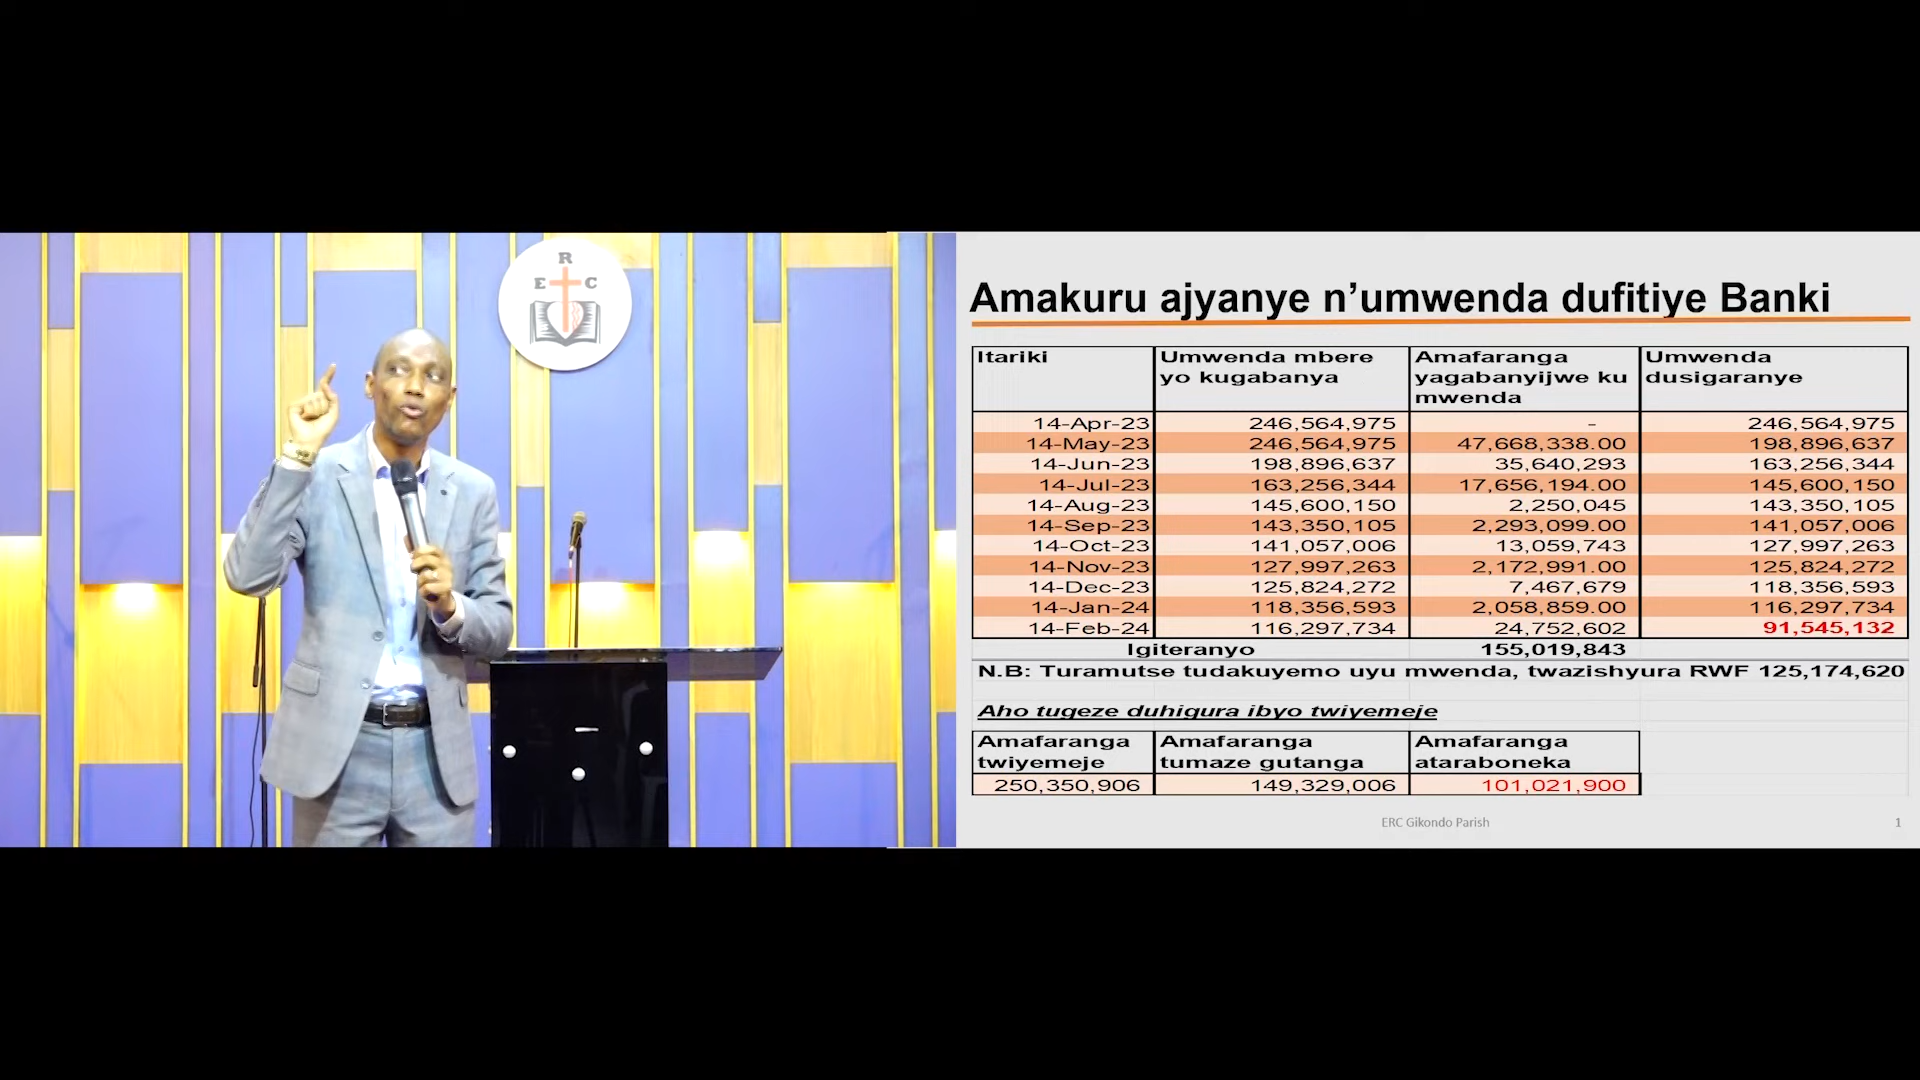 R
E C
Amakuru ajyanye n’umwenda dufitiye Banki
Itariki Umwenda mbere yo kugabanya Amafaranga yagabanyijwe ku mwenda Umwenda dusigaranye
14-Apr-23 246,564,975 - 246,564,975
14-May-23 246,564,975 47,668,338.00 198,896,637
14-Jun-23 198,896,637 35,640,293 163,256,344
14-Jul-23 163,256,344 17,656,194.00 145,600,150
14-Aug-23 145,600,150 2,250,045 143,350,105
14-Sep-23 143,350,105 2,293,099.00 141,057,006
14-Oct-23 141,057,006 13,059,743 127,997,263
14-Nov-23 127,997,263 2,172,991.00 125,824,272
14-Dec-23 125,824,272 7,467,679 118,356,593
14-Jan-24 118,356,593 2,058,859.00 116,297,734
14-Feb-24 116,297,734 24,752,602 91,545,132
Igiteranyo 155,019,843
N.B: Turamutse tudakuyemo uyu mwenda, twazishyura RWF 125,174,620
Aho tugeze duhigura ibyo twiyemeje
Amafaranga twiyemeje Amafaranga tumaze gutanga Amafaranga ataraboneka
250,350,906 149,329,006 101,021,900
ERC Gikondo Parish 1